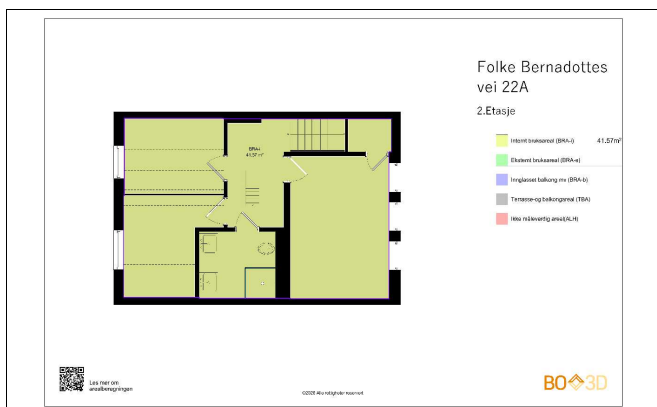 Folke Bernadottes
vei 22A
2.Etasje
Internt bruksareal (BRA-i) 41.57m²
Eksternt bruksareal (BRA-e)
Innglasset balkong mv (BRA-b)
Terrasse-og balkongareal (TBA)
Ikke måleverdig areal(ALH)
BRA-i
41.57 m²
Les mer om
arealberegningen
©2026 Alle rettigheter reservert
BO 3D